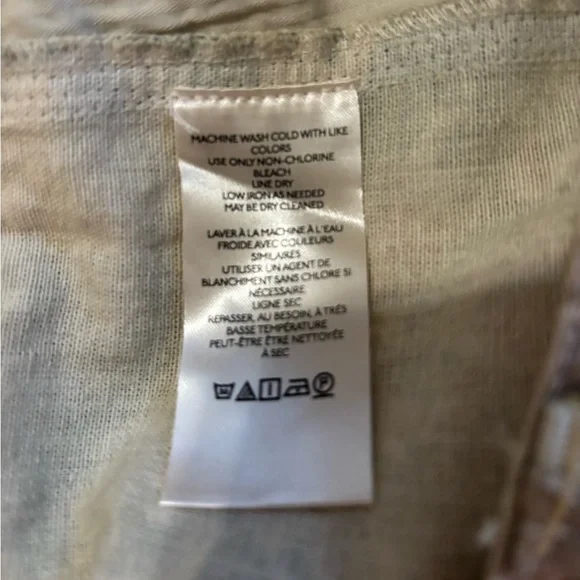 MACHINE WASH COLD WITH LIKE
COLORS
USE ONLY NON-CHLORINE
BLEACH
LINE DRY
LOW IRON AS NEEDED
MAY BE DRY CLEANED
LAVER À LA MACHINE À L'EAU
FROIDE AVEC COULEURS
SIMILAIRES
UTILISER UN AGENT DE
BLANCHIMENT SANS CHLORE SI
NÉCESSAIRE
LIGNE SEC
REPASSER, AU BESOIN, À TRÈS
BASSE TEMPÉRATURE
PEUT-ÊTRE ÊTRE NETTOYÉE
À SEC